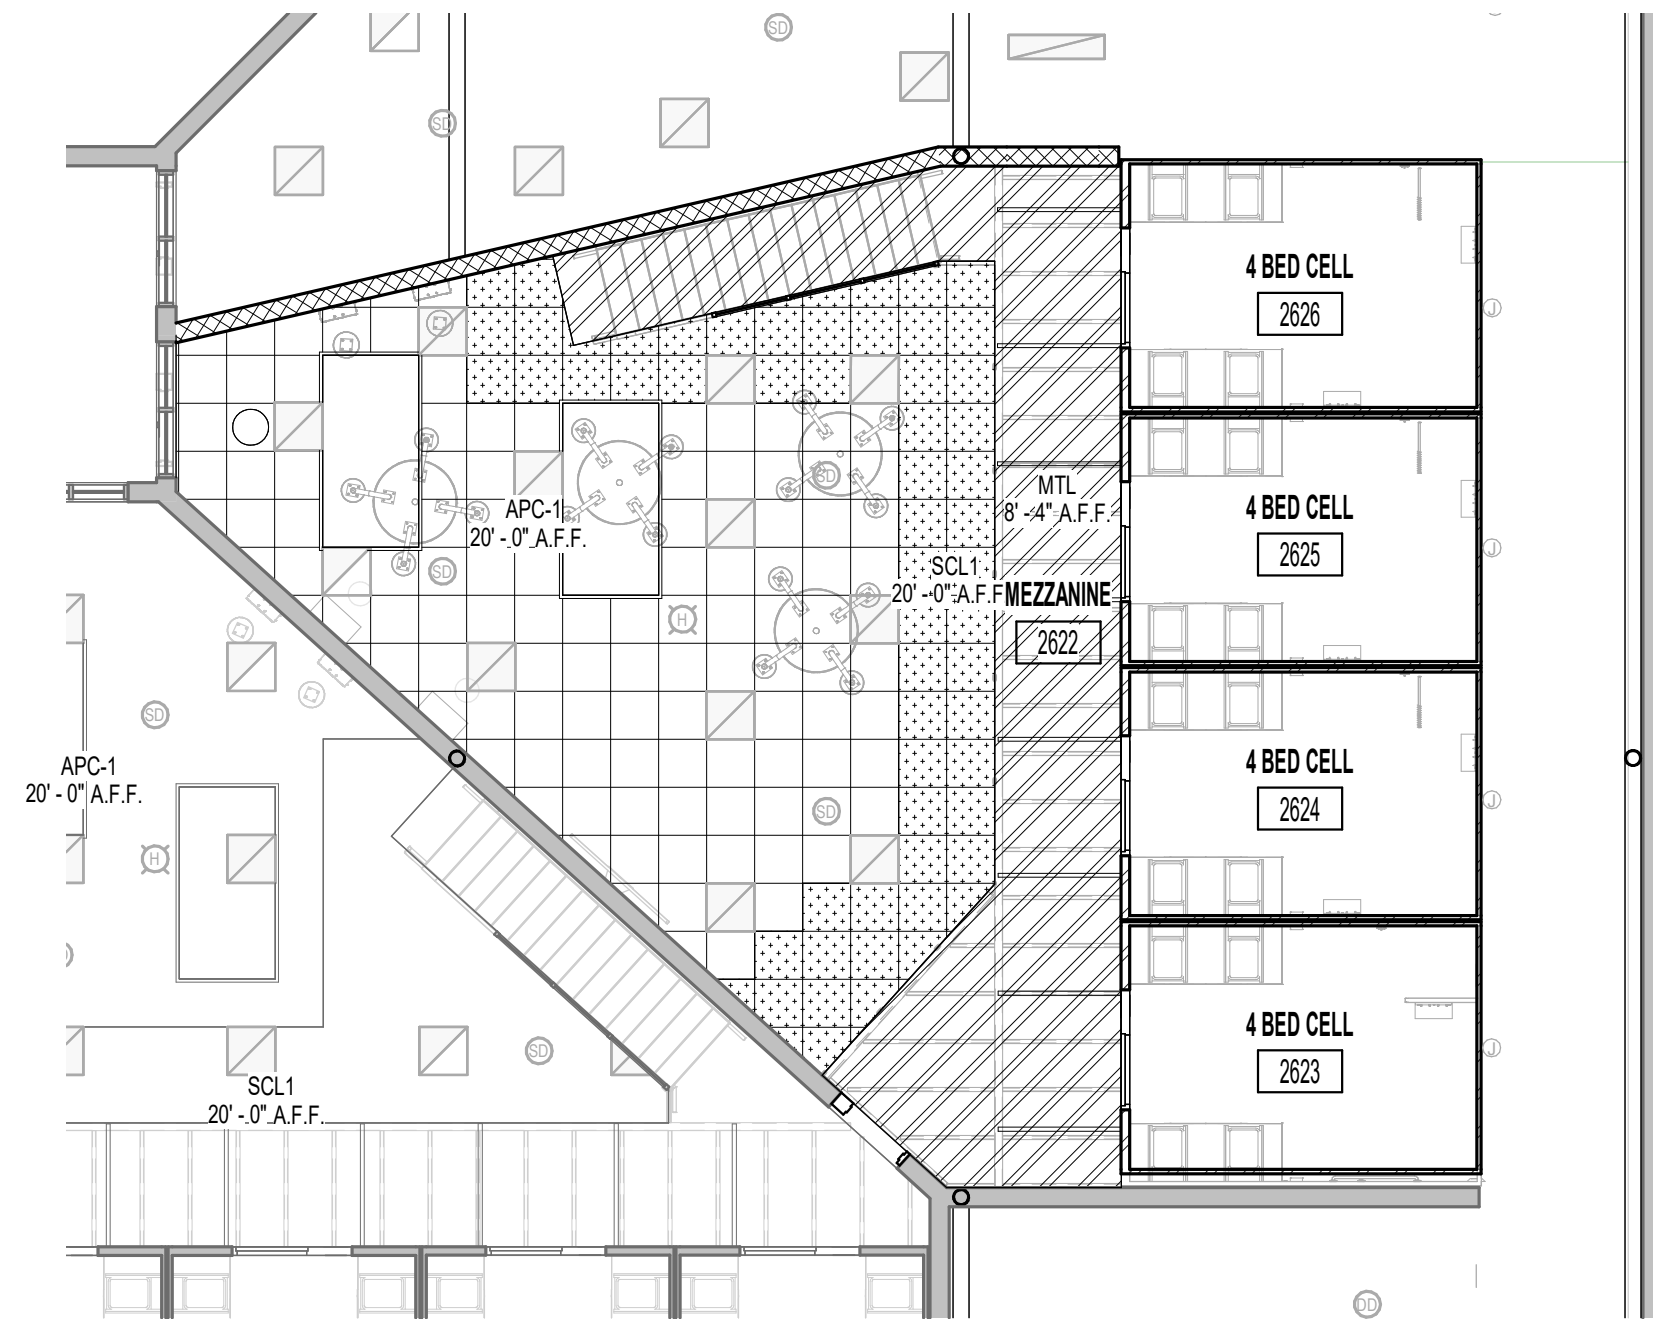 SD
SD
4 BED CELL
2626
J
MTL
8' - 4" A.F.F.
SD
APC-1
20' - 0" A.F.F.
4 BED CELL
2625
J
SD
SCL1
20' - 0" A.F.F
MEZZANINE
2622
H
SD
APC-1
20' - 0" A.F.F.
4 BED CELL
2624
J
SD
H
4 BED CELL
2623
J
SD
SCL1
20' - 0" A.F.F.
DD